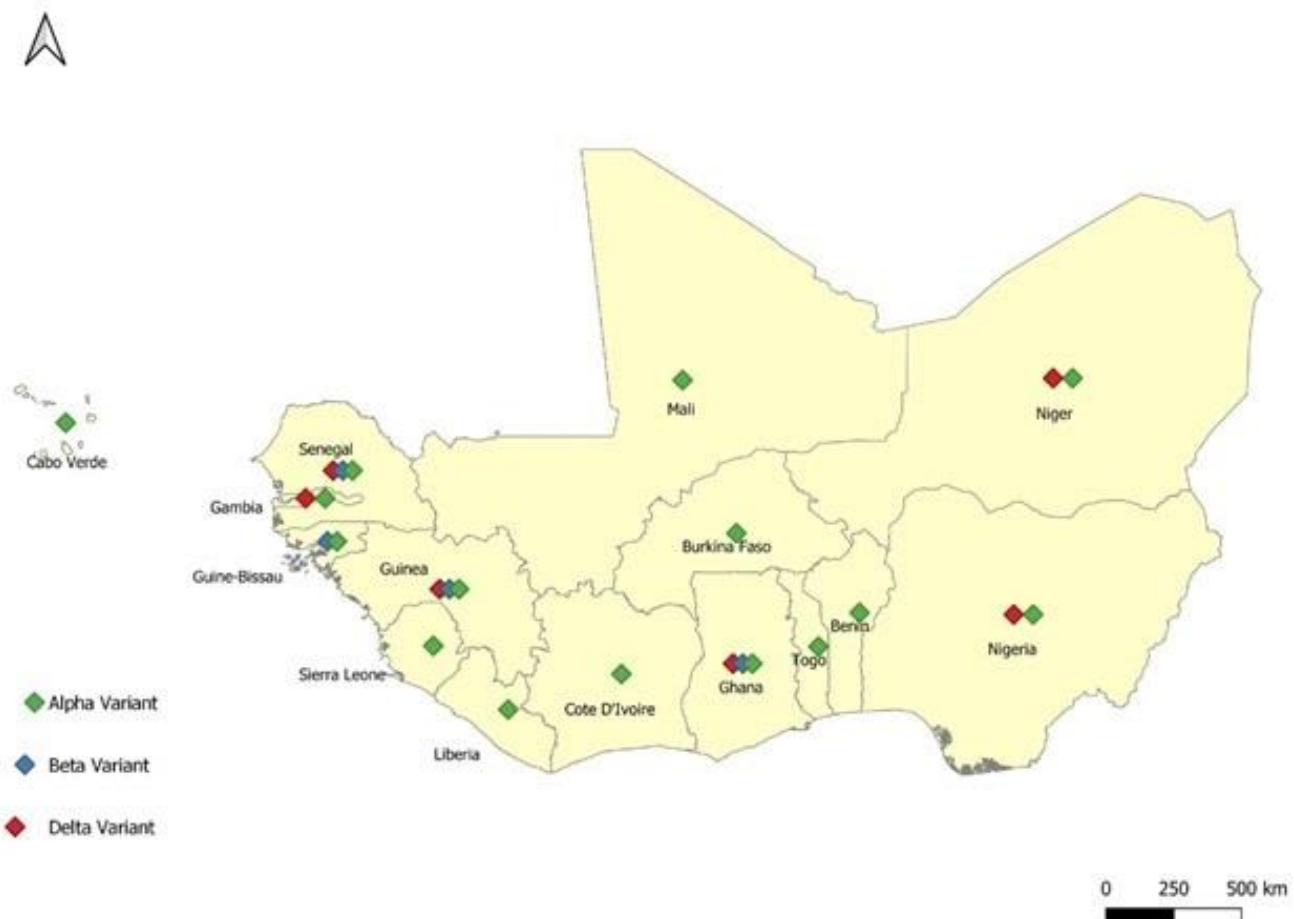 Mali
Niger
Senegal
Cabo Verde
Gambia
Burkina Faso
Guinea
Guine-Bissau
Benin
Nigeria
Togo
Sierra Leone
Ghana
Cote D'Ivoire
Liberia
Alpha Variant
Beta Variant
Delta Variant
0 250 500 km